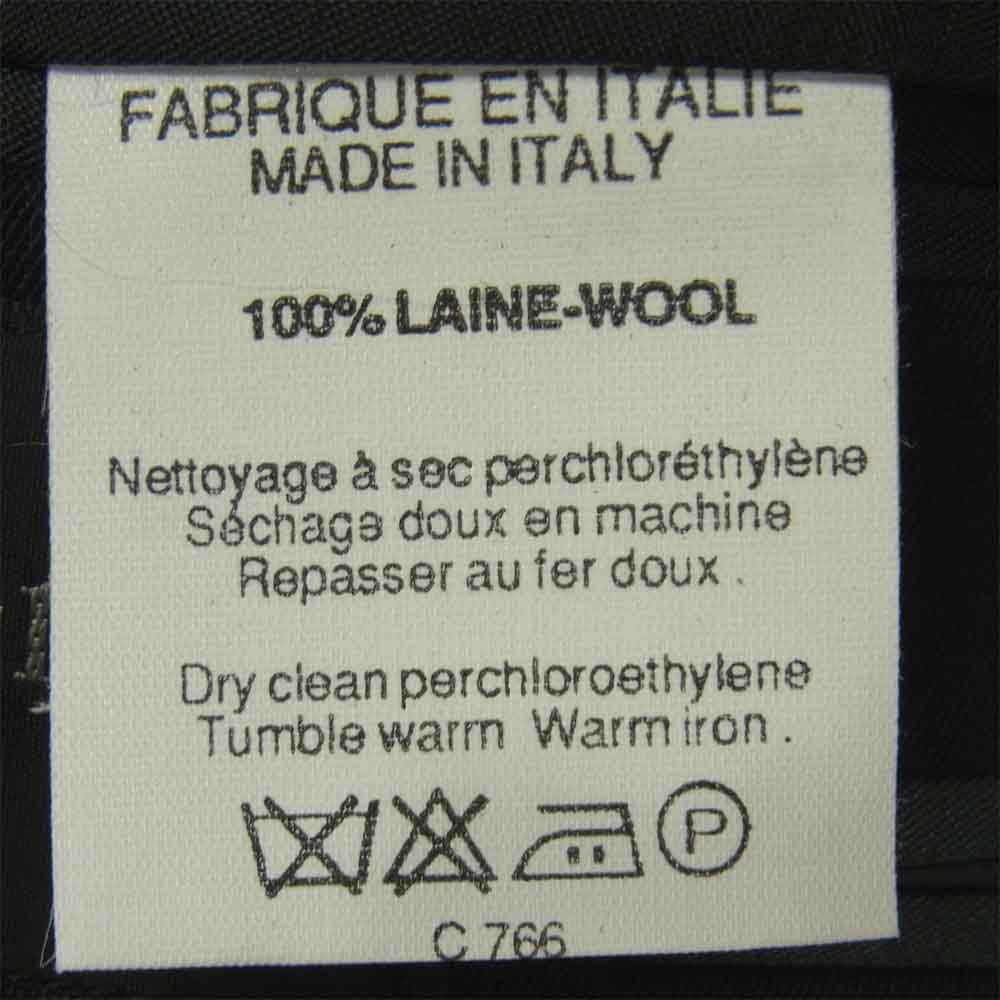 FABRIQUE EN ITALIE
MADE IN ITALY
100% LAINE-WOOL
Nettoyage à sec perchloréthylène
Séchage doux en machine
Repasser au fer doux .
Dry clean perchloroethylene
Tumble warm Warm iron .
P
C 766